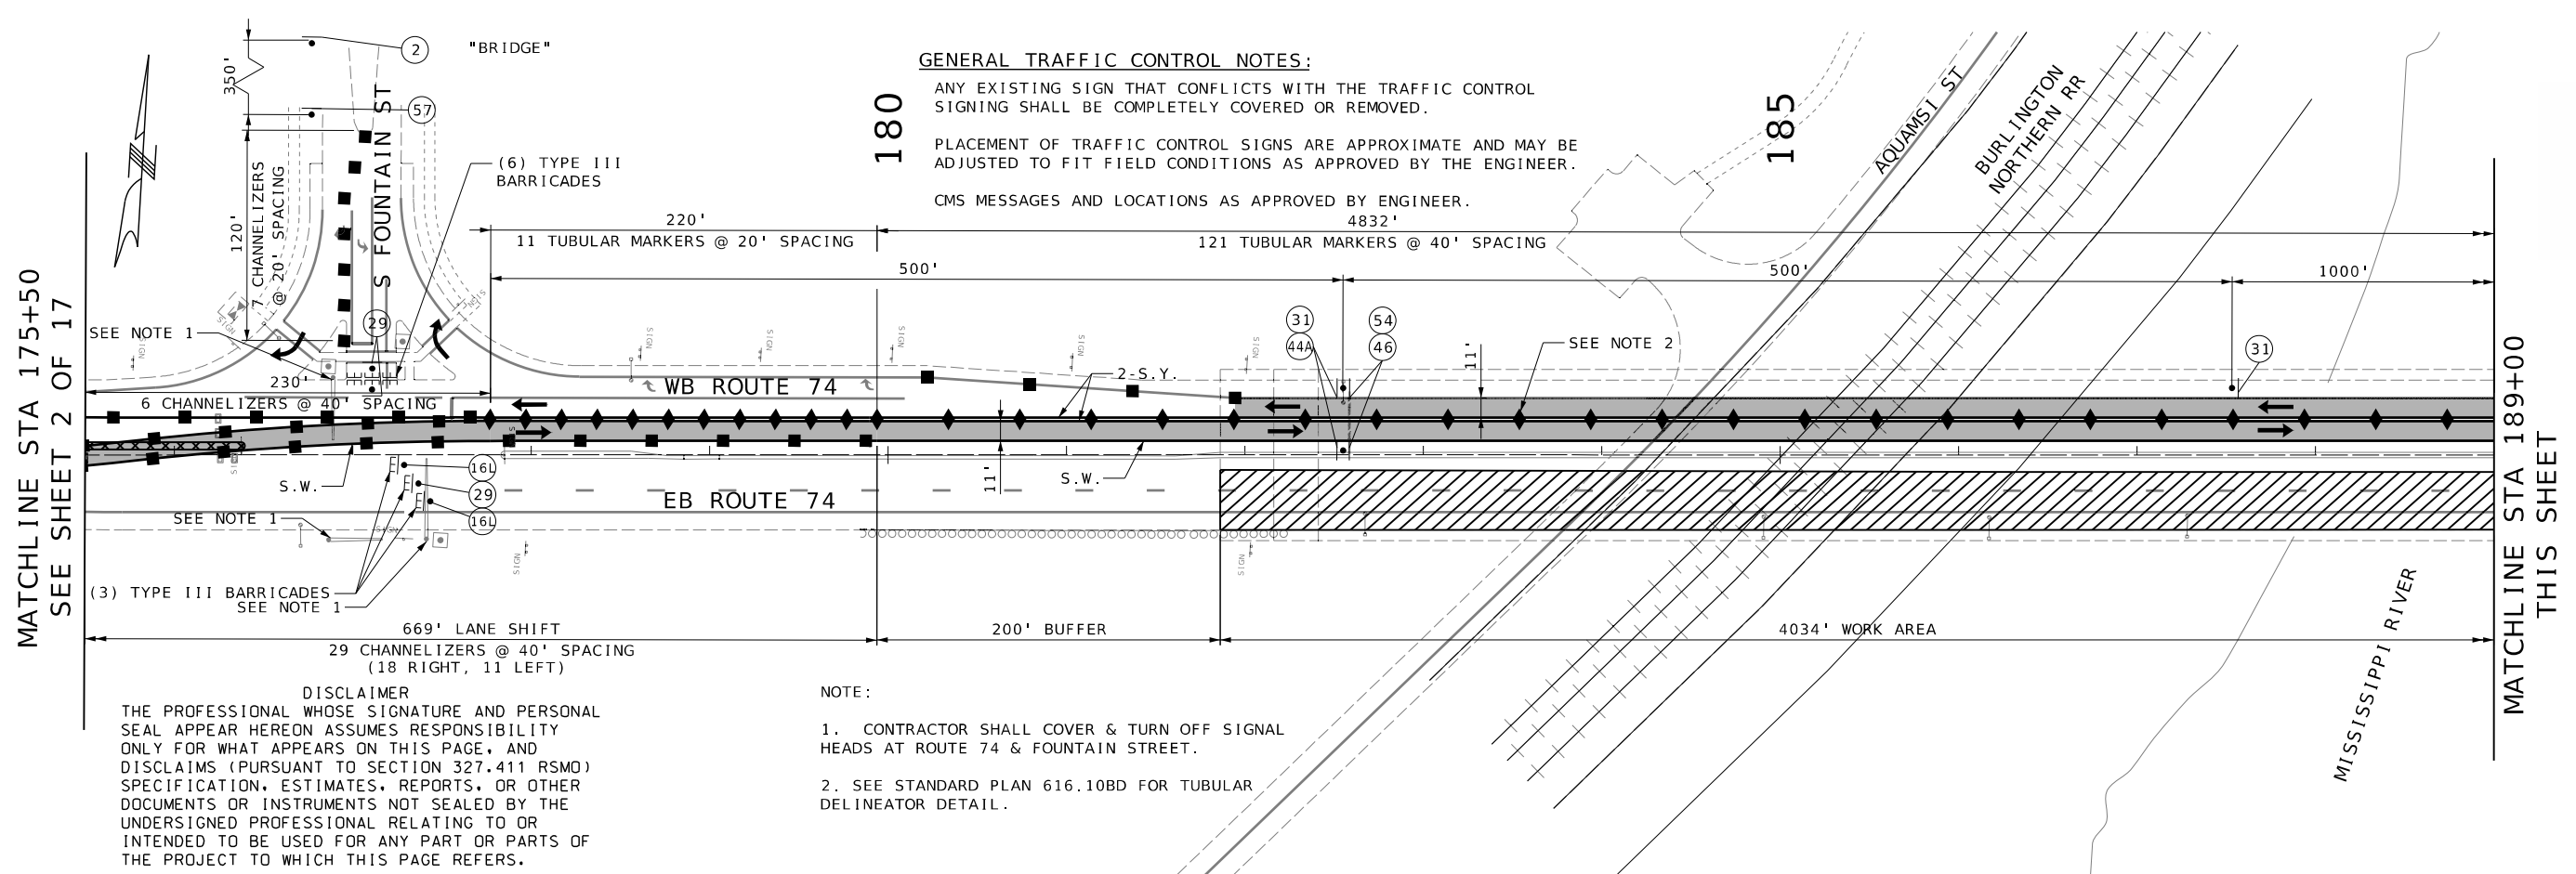 2
"BRIDGE"
350'
57
120'
7 CHANNELIZERS
@ 20' SPACING
S FOUNTAIN ST
(6) TYPE III
BARRICADES
GENERAL TRAFFIC CONTROL NOTES:
ANY EXISTING SIGN THAT CONFLICTS WITH THE TRAFFIC CONTROL
SIGNING SHALL BE COMPLETELY COVERED OR REMOVED.
PLACEMENT OF TRAFFIC CONTROL SIGNS ARE APPROXIMATE AND MAY BE
ADJUSTED TO FIT FIELD CONDITIONS AS APPROVED BY THE ENGINEER.
CMS MESSAGES AND LOCATIONS AS APPROVED BY ENGINEER.
180
185
AQUAMSI ST
BURLINGTON
NORTHERN RR
220'
11 TUBULAR MARKERS @ 20' SPACING
4832'
121 TUBULAR MARKERS @ 40' SPACING
500'
500'
1000'
MATCHLINE STA 175+50
SEE SHEET 2 OF 17
SEE NOTE 1
29
SIGN
SIGN
SIGN
SIGN
SIGN
SIGN
SIGN
SIGN
31
44A
54
46
11'
SEE NOTE 2
31
230'
6 CHANNELIZERS @ 40' SPACING
WB ROUTE 74
2-S.Y.
S.W.
16L
29
16L
11'
S.W.
EB ROUTE 74
SEE NOTE 1
SIGN
SIGN
SIGN
SIGN
(3) TYPE III BARRICADES
SEE NOTE 1
669' LANE SHIFT
29 CHANNELIZERS @ 40' SPACING
(18 RIGHT, 11 LEFT)
200' BUFFER
4034' WORK AREA
MISSISSIPPI RIVER
MATCHLINE STA 189+00
THIS SHEET
DISCLAIMER
THE PROFESSIONAL WHOSE SIGNATURE AND PERSONAL
SEAL APPEAR HEREON ASSUMES RESPONSIBILITY
ONLY FOR WHAT APPEARS ON THIS PAGE, AND
DISCLAIMS (PURSUANT TO SECTION 327.411 RSMO)
SPECIFICATION, ESTIMATES, REPORTS, OR OTHER
DOCUMENTS OR INSTRUMENTS NOT SEALED BY THE
UNDERSIGNED PROFESSIONAL RELATING TO OR
INTENDED TO BE USED FOR ANY PART OR PARTS OF
THE PROJECT TO WHICH THIS PAGE REFERS.
NOTE:
1. CONTRACTOR SHALL COVER & TURN OFF SIGNAL
HEADS AT ROUTE 74 & FOUNTAIN STREET.
2. SEE STANDARD PLAN 616.10BD FOR TUBULAR
DELINEATOR DETAIL.